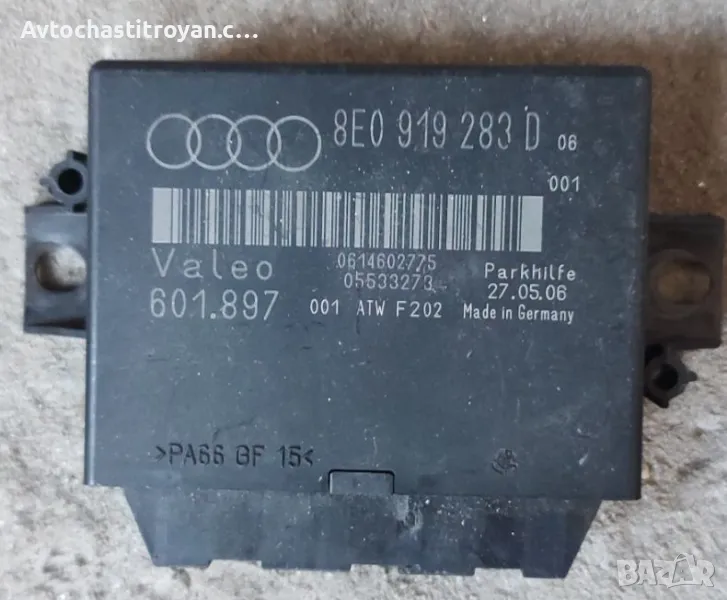 Avtochastitroyan.c...
8E0 919 283 D 06
001
Valeo
0614602775
05533273
Parkhilfe
27.05.06
601.897
001 ATW F202
Made in Germany
>PA66 GF 15<
BAZAR